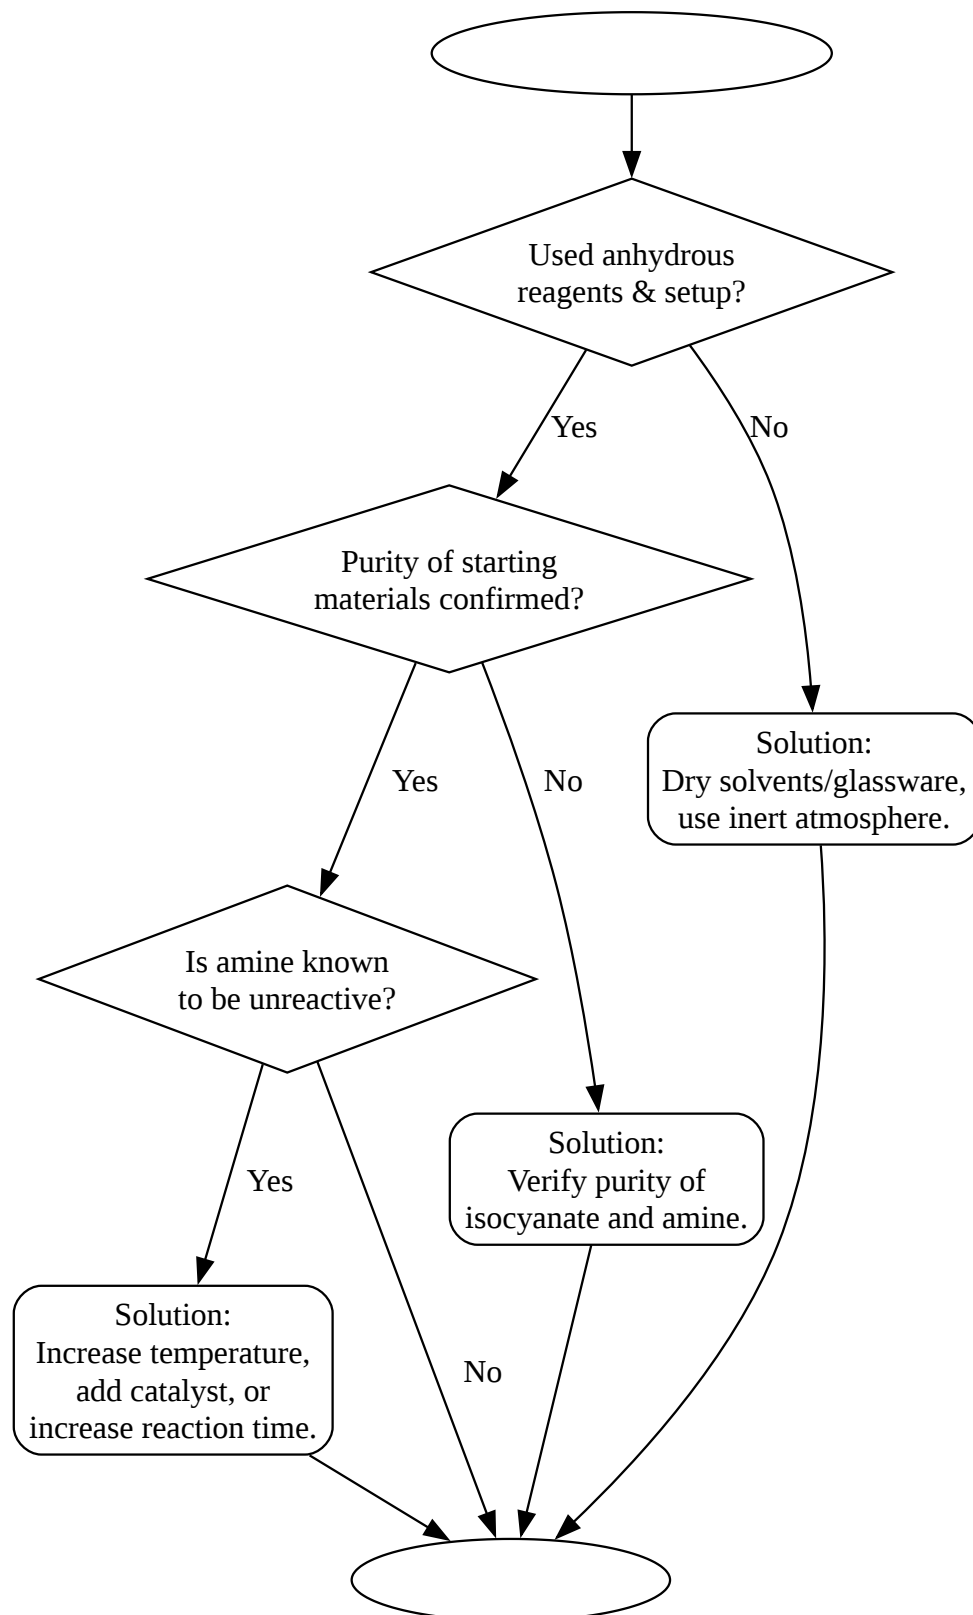 Used anhydrous
reagents & setup?
Yes
No
Purity of starting
materials confirmed?
Yes
No
Solution:
Dry solvents/glassware,
use inert atmosphere.
Is amine known
to be unreactive?
Yes
Solution:
Verify purity of
isocyanate and amine.
Solution:
Increase temperature,
add catalyst, or
increase reaction time.
No